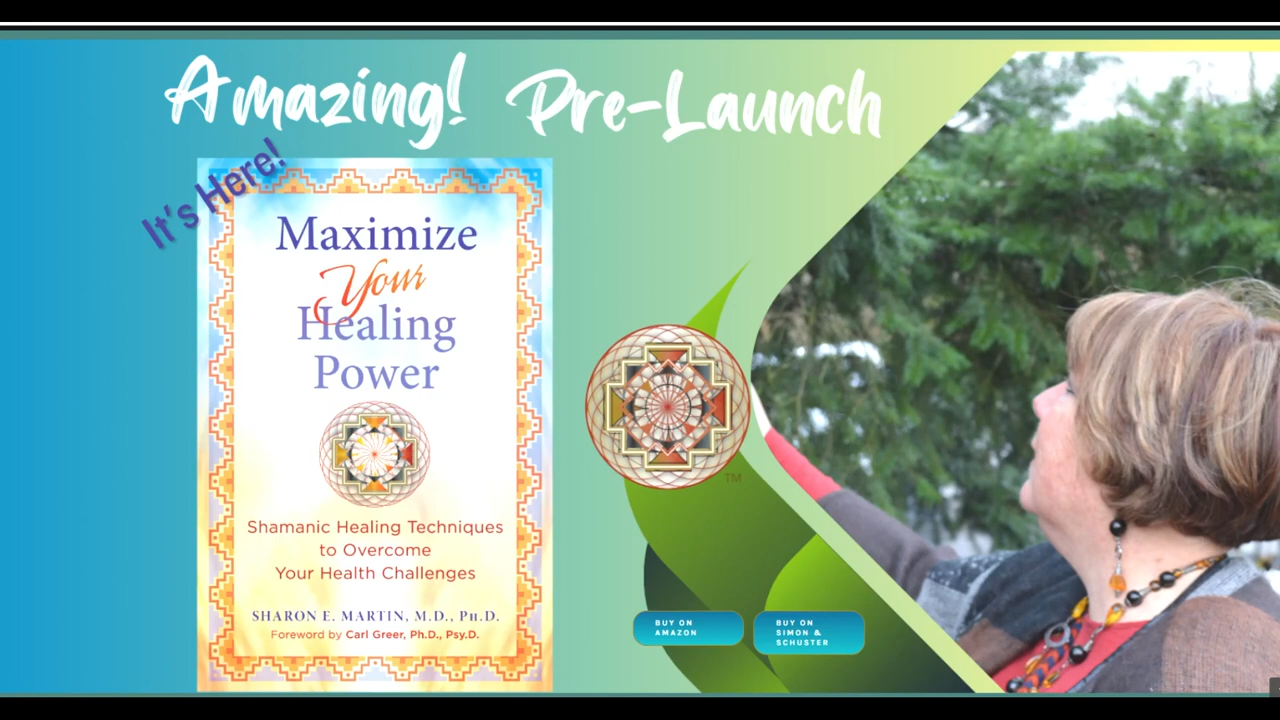 Amazing! Pre-Launch
It's Here!
Maximize
Your
Healing
Power
Shamanic Healing Techniques
to Overcome
Your Health Challenges
SHARON E. MARTIN, M.D., PH.D.
Foreword by Carl Greer, Ph.D., Psy.D.
TM
BUY ON
AMAZON
BUY ON
SIMON &
SCHUSTER